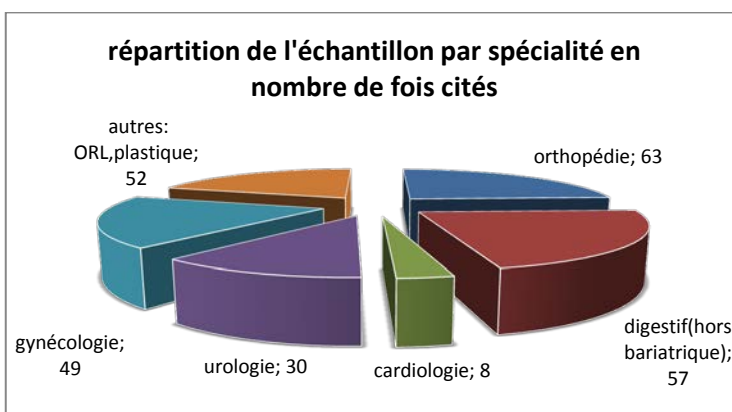 répartition de l'échantillon par spécialité en
nombre de fois cités
autres:
ORL,plastique;
52
orthopédie; 63
gynécologie;
49
urologie; 30
cardiologie; 8
digestif(hors
bariatrique);
57